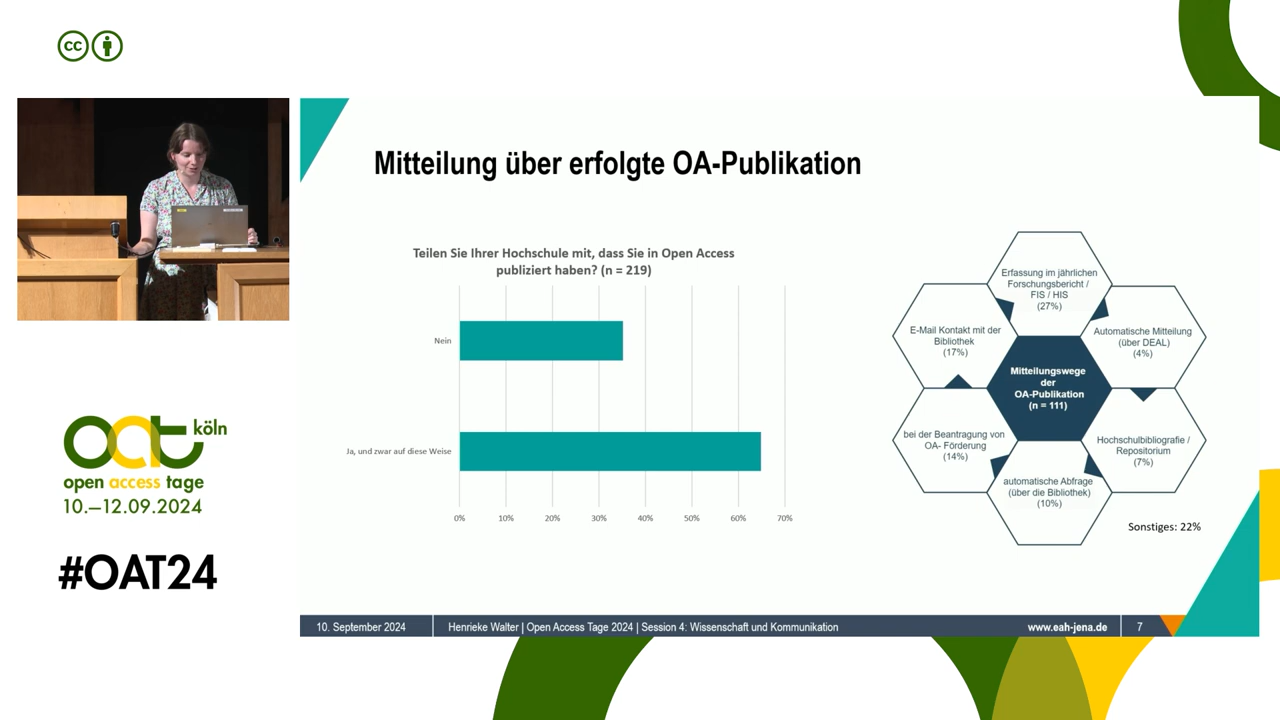 cc
Mitteilung über erfolgte OA-Publikation
Teilen Sie Ihrer Hochschule mit, dass Sie in Open Access
publiziert haben? (n = 219)
Nein
Ja, und zwar auf diese Weise
0% 10% 20% 30% 40% 50% 60% 70%
Erfassung im jährlichen
Forschungsbericht /
FIS / HIS
(27%)
Automatische Mitteilung
(über DEAL)
(4%)
Hochschulbibliografie /
Repositorium
(7%)
automatische Abfrage
(über die Bibliothek)
(10%)
bei der Beantragung von
OA- Förderung
(14%)
E-Mail Kontakt mit der
Bibliothek
(17%)
Mitteilungswege
der
OA-Publikation
(n = 111)
Sonstiges: 22%
10. September 2024
Henrieke Walter | Open Access Tage 2024 | Session 4: Wissenschaft und Kommunikation
www.eah-jena.de
7
oat köln
open access tage
10.–12.09.2024
#OAT24